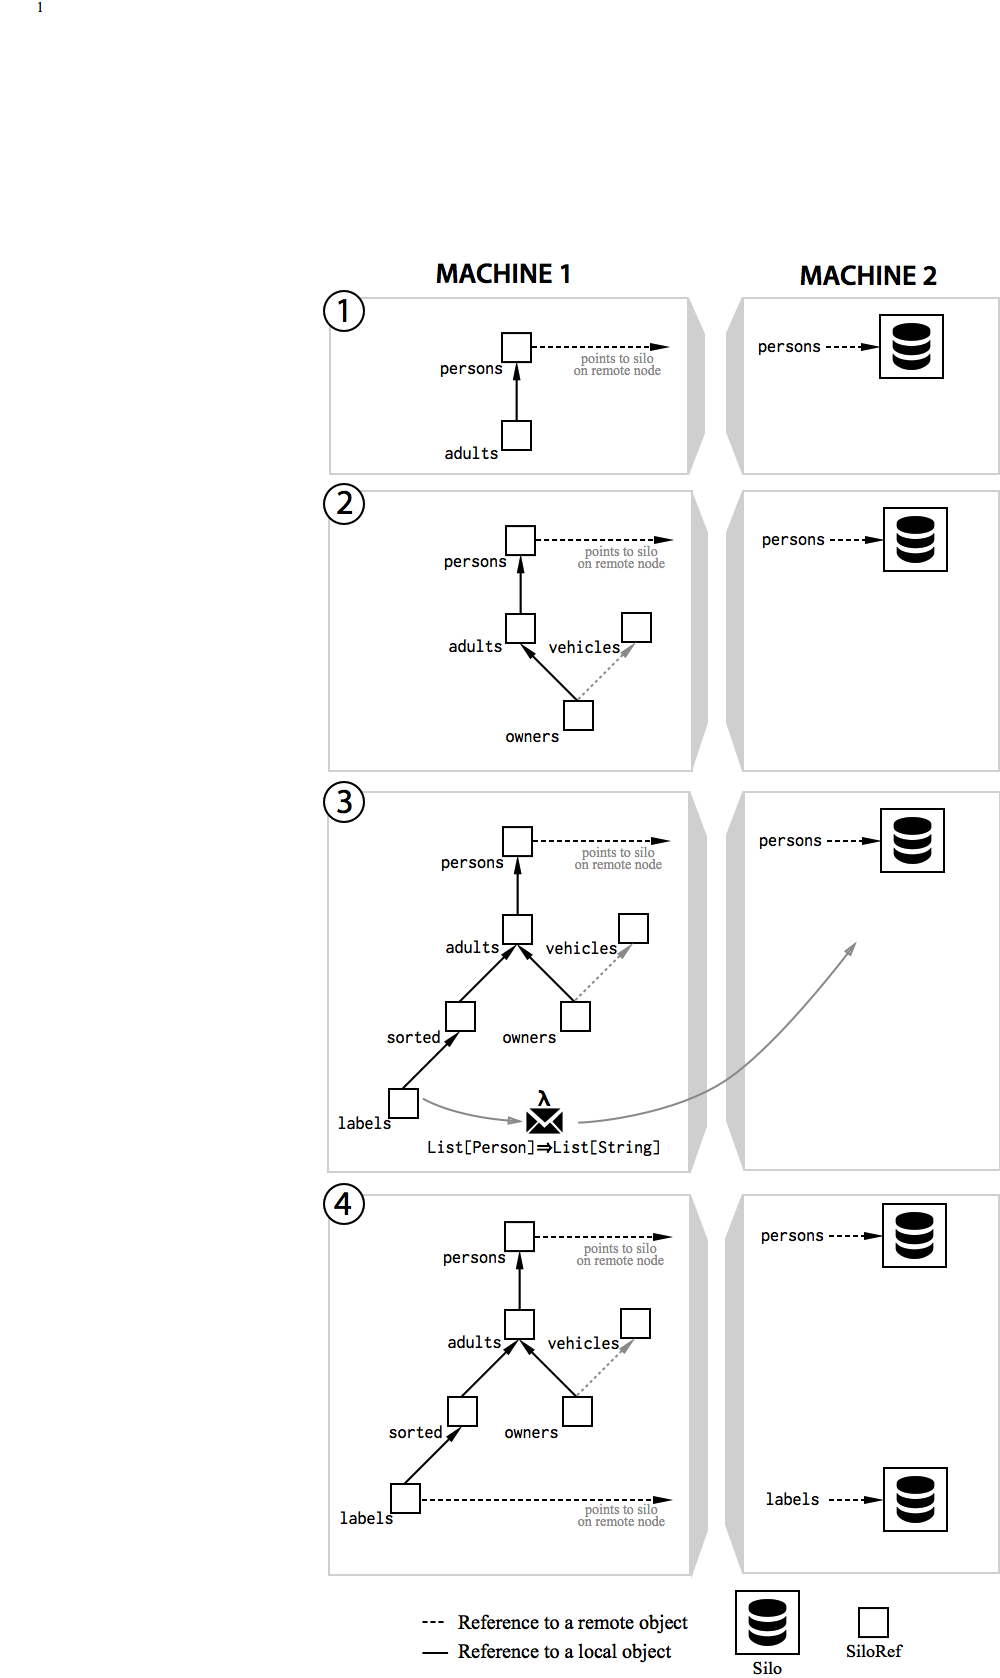 1
MACHINE 1
MACHINE 2
1
persons
points to silo
on remote node
adults
persons
2
persons
points to silo
on remote node
adults
vehicles
owners
persons
3
persons
points to silo
on remote node
adults
vehicles
sorted
owners
labels
λ
List[Person]⇒List[String]
persons
4
persons
points to silo
on remote node
adults
vehicles
sorted
owners
labels
points to silo
on remote node
persons
labels
Reference to a remote object
Reference to a local object
Silo
SiloRef